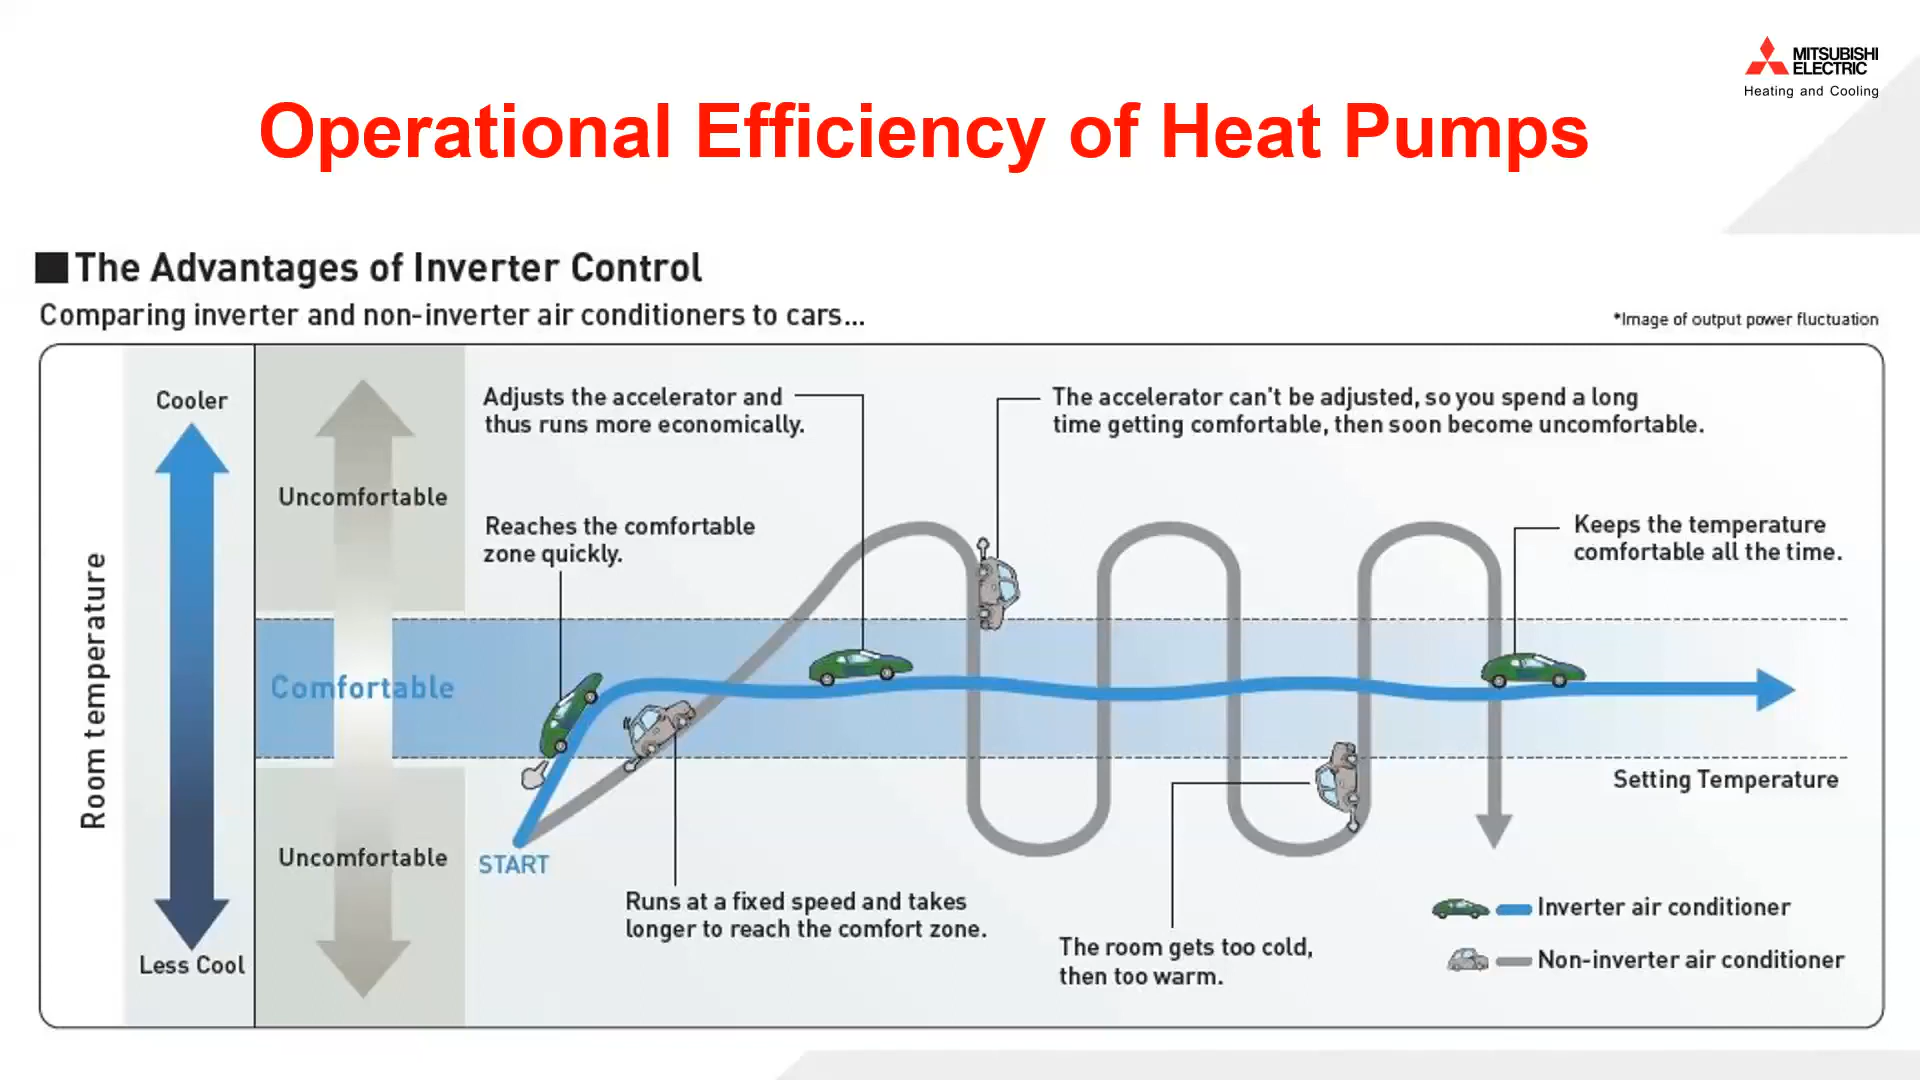 MITSUBISHI
ELECTRIC
Heating and Cooling
Operational Efficiency of Heat Pumps
The Advantages of Inverter Control
Comparing inverter and non-inverter air conditioners to cars...
*Image of output power fluctuation
Room temperature
Cooler
Less Cool
Uncomfortable
Comfortable
Uncomfortable
Adjusts the accelerator and
thus runs more economically.
The accelerator can't be adjusted, so you spend a long
time getting comfortable, then soon become uncomfortable.
Reaches the comfortable
zone quickly.
Keeps the temperature
comfortable all the time.
Setting Temperature
START
Runs at a fixed speed and takes
longer to reach the comfort zone.
The room gets too cold,
then too warm.
Inverter air conditioner
Non-inverter air conditioner